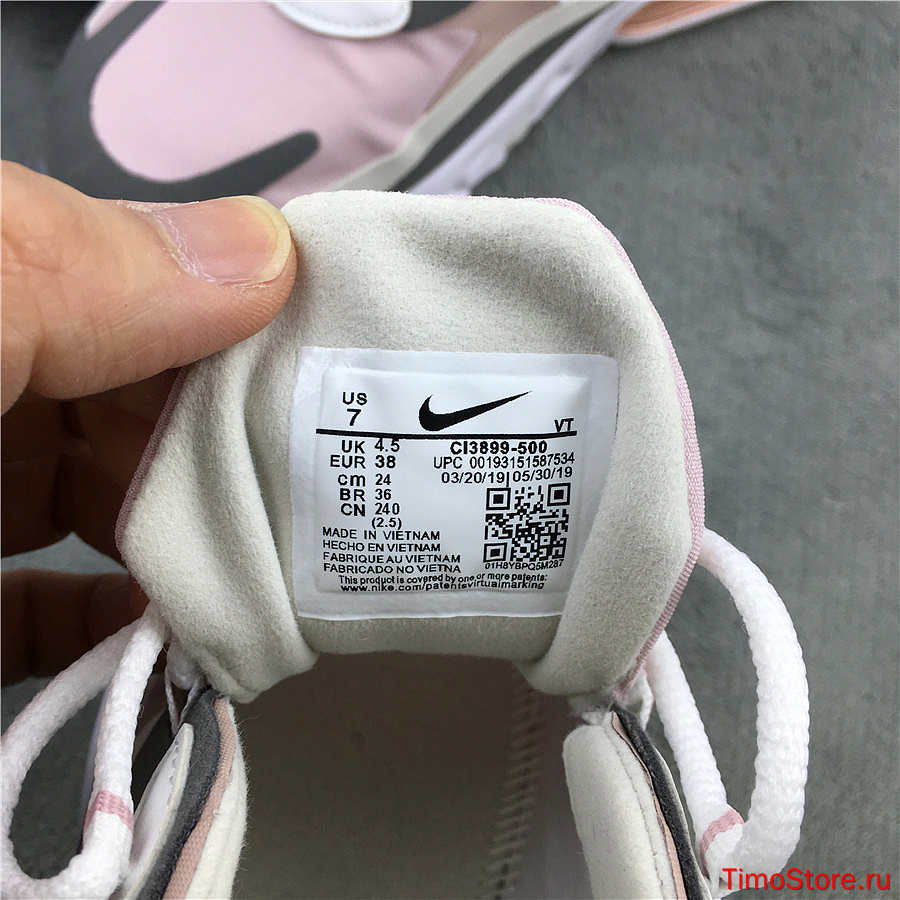 US
7
VT
UK 4.5
EUR 38
cm 24
BR 36
CN 240
(2.5)
CI3899-500
UPC 00193151587534
03/20/19 | 05/30/19
01H8YBPQ5M287
MADE IN VIETNAM
HECHO EN VIETNAM
FABRIQUE AU VIETNAM
FABRICADO NO VIETNA
This product is covered by one or more patents:
www.nike.com/patentsvirtualmarking
TimoStore.ru